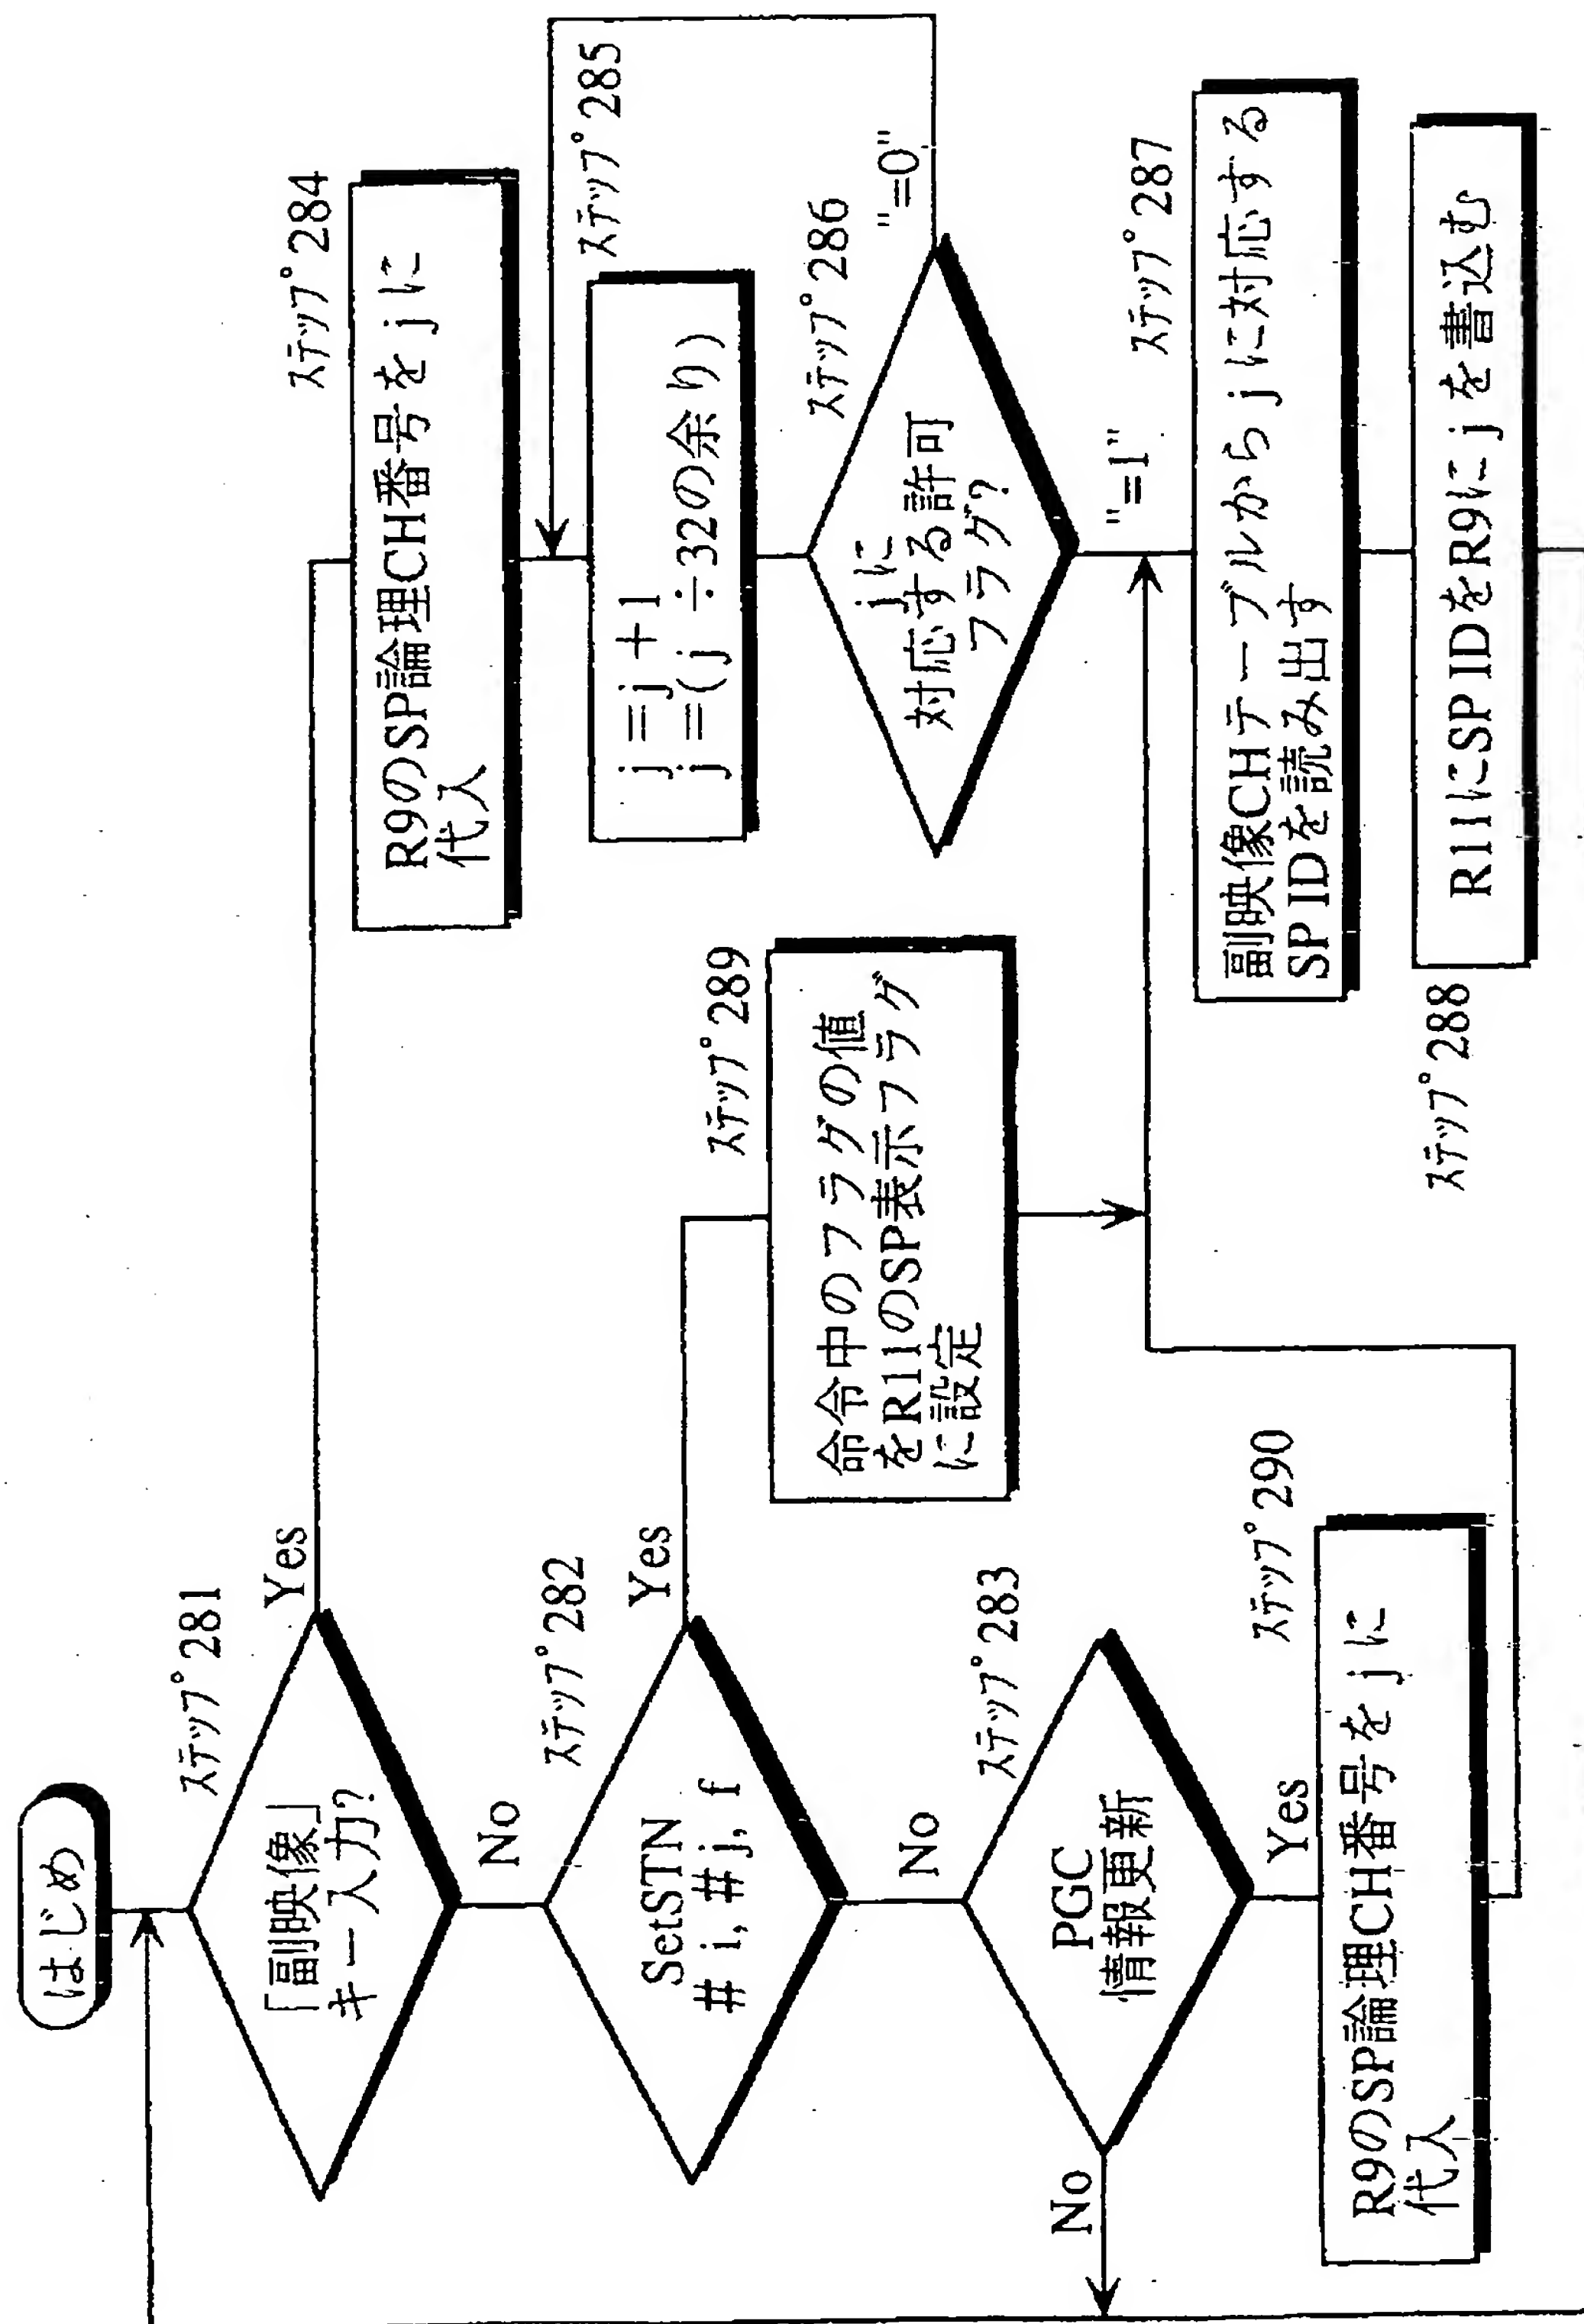 はじめ
ステップ281
「副映像」
キー入力?
Yes
No
ステップ282
SetSTN
#i, #j, f
Yes
No
ステップ283
PGC
情報更新
No
Yes
ステップ290
R9のSP論理CH番号をjに
代入
ステップ289
命令中のフラグの値
をR11のSP表示フラグ
に設定
ステップ284
R9のSP論理CH番号をjに
代入
ステップ285
j=j+1
j=(j÷32の余り)
ステップ286
jに
対応する許可
フラグ?
"=0"
"=1"
ステップ287
副映像CHテーブルからjに対応する
SP IDを読み出す
ステップ288
R11にSP IDをR9にjを書込む